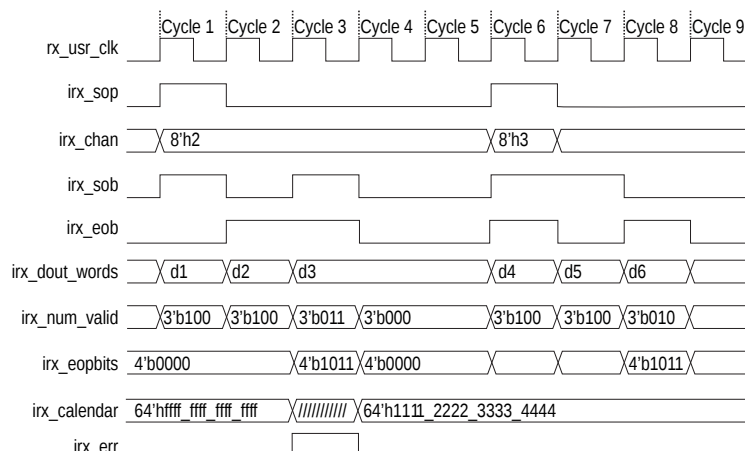 Cycle 1 Cycle 2 Cycle 3 Cycle 4 Cycle 5 Cycle 6 Cycle 7 Cycle 8 Cycle 9
rx_usr_clk
irx_sop
irx_chan 8'h2 8'h3
irx_sob
irx_eob
irx_dout_words d1 d2 d3 d4 d5 d6
irx_num_valid 3'b100 3'b100 3'b011 3'b000 3'b100 3'b100 3'b010
irx_eopbits 4'b0000 4'b1011 4'b0000 4'b1011
irx_calendar 64'hffff_ffff_ffff_ffff /////////// 64'h1111_2222_3333_4444
irx_err